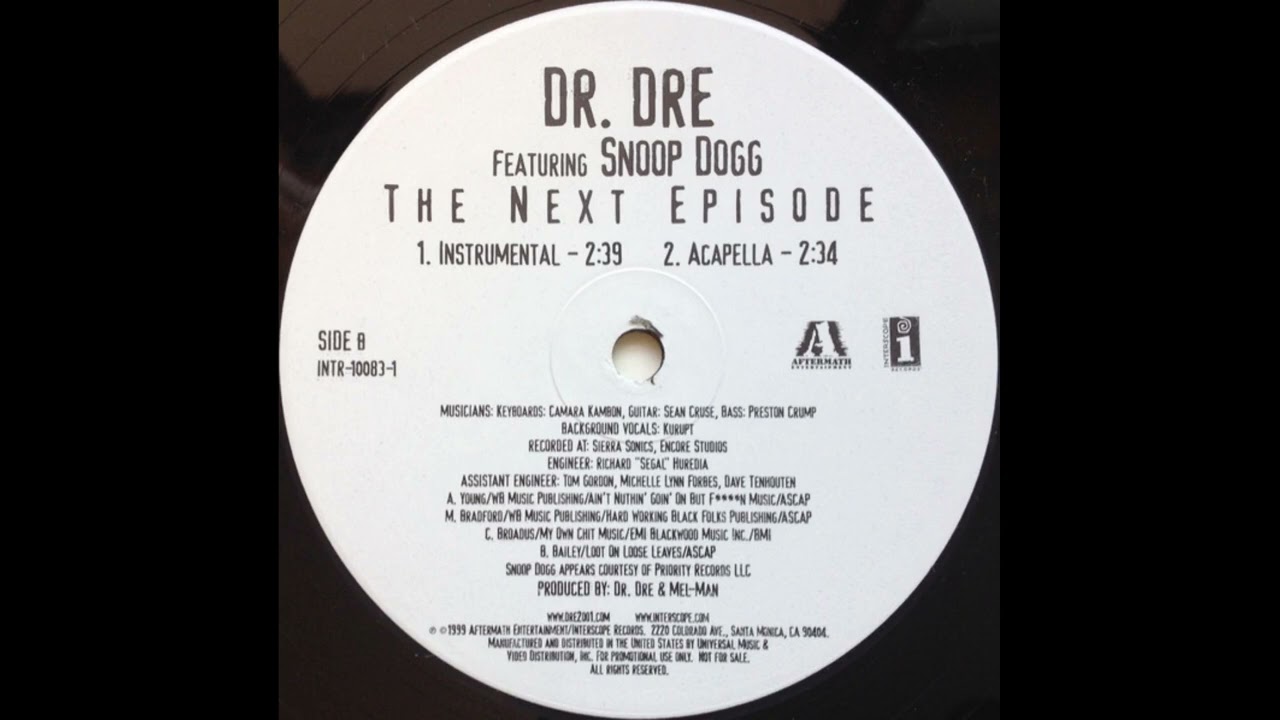 DR. DRE
FEATURING SNOOP DOGG
THE NEXT EPISODE
1. INSTRUMENTAL – 2:39 2. ACAPELLA – 2:34
SIDE B
INTR-10083-1
A
AFTERMATH
ENTERTAINMENT
INTERSCOPE
i
RECORDS
MUSICIANS: KEYBOARDS: CAMARA KAMBON, GUITAR: SEAN CRUSE, BASS: PRESTON CRUMP
BACKGROUND VOCALS: KURUPT
RECORDED AT: SIERRA SONICS, ENCORE STUDIOS
ENGINEER: RICHARD "SEGAL" HUREDIA
ASSISTANT ENGINEER: TOM GORDON, MICHELLE LYNN FORBES, DAVE TENHOUTEN
A. YOUNG/WB MUSIC PUBLISHING/AIN'T NUTHIN' GOIN' ON BUT F****N MUSIC/ASCAP
M. BRADFORD/WB MUSIC PUBLISHING/HARD WORKING BLACK FOLKS PUBLISHING/ASCAP
C. BROADUS/MY OWN CHIT MUSIC/EMI BLACKWOOD MUSIC INC./BMI
B. BAILEY/LOOT ON LOOSE LEAVES/ASCAP
SNOOP DOGG APPEARS COURTESY OF PRIORITY RECORDS LLC
PRODUCED BY: DR. DRE & MEL-MAN
WWW.DRE2001.COM WWW.INTERSCOPE.COM
℗ ©1999 AFTERMATH ENTERTAINMENT/INTERSCOPE RECORDS. 2220 COLORADO AVE., SANTA MONICA, CA 90404.
MANUFACTURED AND DISTRIBUTED IN THE UNITED STATES BY UNIVERSAL MUSIC &
VIDEO DISTRIBUTION, INC. FOR PROMOTIONAL USE ONLY. NOT FOR SALE.
ALL RIGHTS RESERVED.